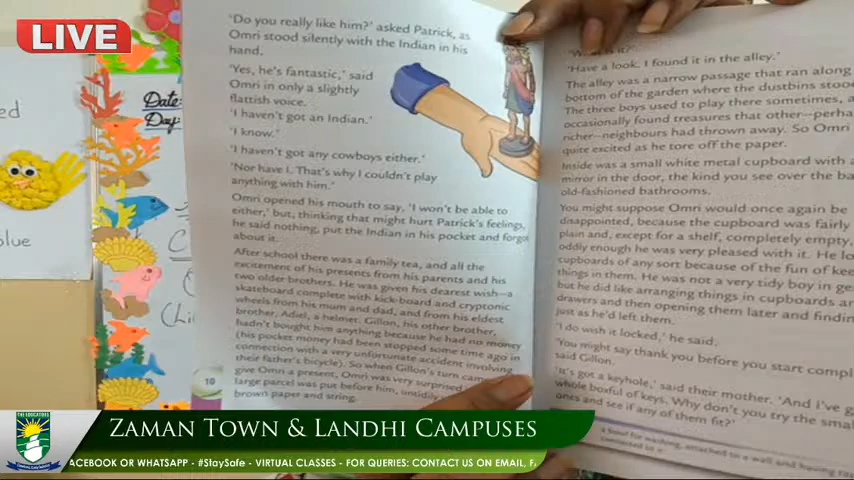 LIVE
ed
olue
Date:
Day:
'Do you really like him?' asked Patrick, as
Omri stood silently with the Indian in his
hand.
'Yes, he's fantastic,' said
Omri in only a slightly
flattish voice.
'I haven't got an Indian.'
'I know.'
'I haven't got any cowboys either.'
'Nor have I. That's why I couldn't play
anything with him.'
Omri opened his mouth to say, 'I won't be able to
either,' but, thinking that might hurt Patrick's feelings,
he said nothing, put the Indian in his pocket and forgot
about it.
After school there was a family tea, and all the
excitement of his presents from his parents and his
two older brothers. He was given his dearest wish—a
skateboard complete with kick-board and cryptonic
wheels from his mum and dad, and from his eldest
brother, Adiel, a helmet. Gillon, his other brother,
hadn't bought him anything because he had no money
(his pocket money had been stopped some time ago in
connection with a very unfortunate accident involving
their father's bicycle). So when Gillon's turn came
give Omri a present, Omri was very surprised
large parcel was put before him, untidily
brown paper and string.
10
'Have a look. I found it in the alley.'
The alley was a narrow passage that ran along
bottom of the garden where the dustbins stood
The three boys used to play there sometimes, a
occasionally found treasures that other—perha
richer—neighbours had thrown away. So Omri
quite excited as he tore off the paper.
Inside was a small white metal cupboard with a
mirror in the door, the kind you see over the ba
old-fashioned bathrooms.
You might suppose Omri would once again be
disappointed, because the cupboard was fairly
plain and, except for a shelf, completely empty,
oddly enough he was very pleased with it. He lo
cupboards of any sort because of the fun of kee
things in them. He was not a very tidy boy in ge
but he did like arranging things in cupboards an
drawers and then opening them later and findin
just as he'd left them.
'I do wish it locked,' he said.
'You might say thank you before you start compl
said Gillon.
'It's got a keyhole,' said their mother. 'And I've g
whole boxful of keys. Why don't you try the smal
ones and see if any of them fit?'
THE EDUCATORS
ZAMAN TOWN & LANDHI CAMPUSES
ACEBOOK OR WHATSAPP - #StaySafe - VIRTUAL CLASSES - FOR QUERIES: CONTACT US ON EMAIL, FA